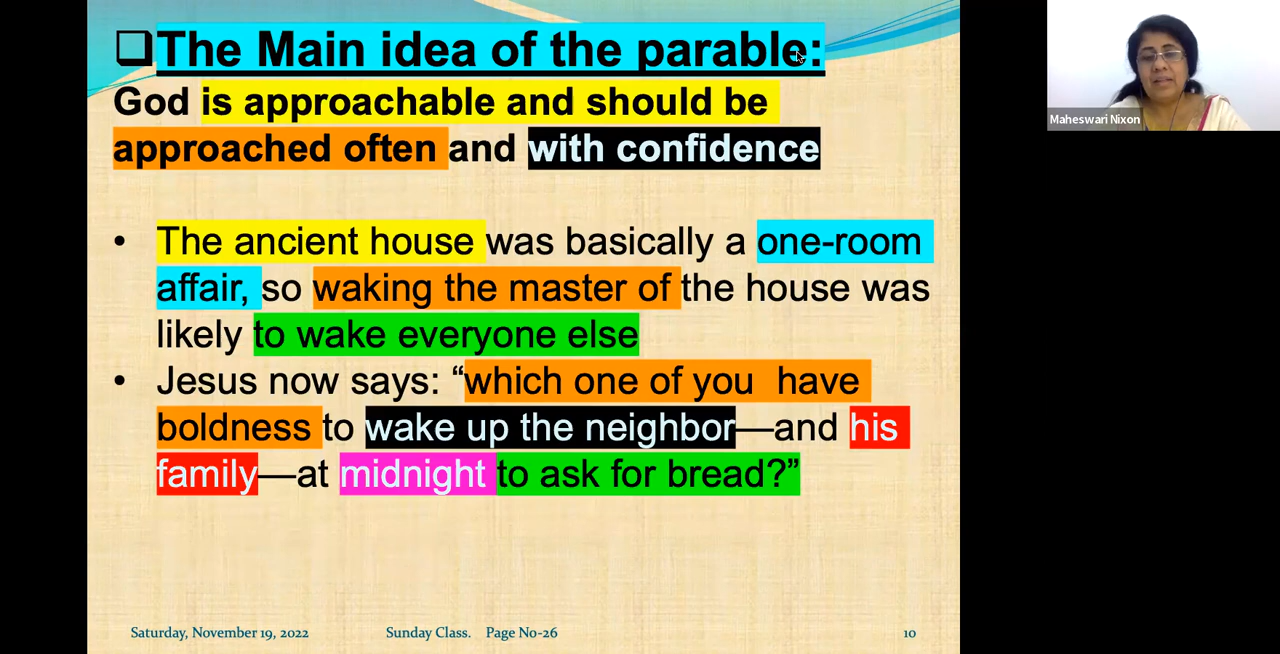 ❑The Main idea of the parable:
God is approachable and should be
approached often and with confidence
• The ancient house was basically a one-room
affair, so waking the master of the house was
likely to wake everyone else
• Jesus now says: “which one of you  have
boldness to wake up the neighbor—and his
family—at midnight to ask for bread?”
Saturday, November 19, 2022 Sunday Class. Page No-26 10
Maheswari Nixon